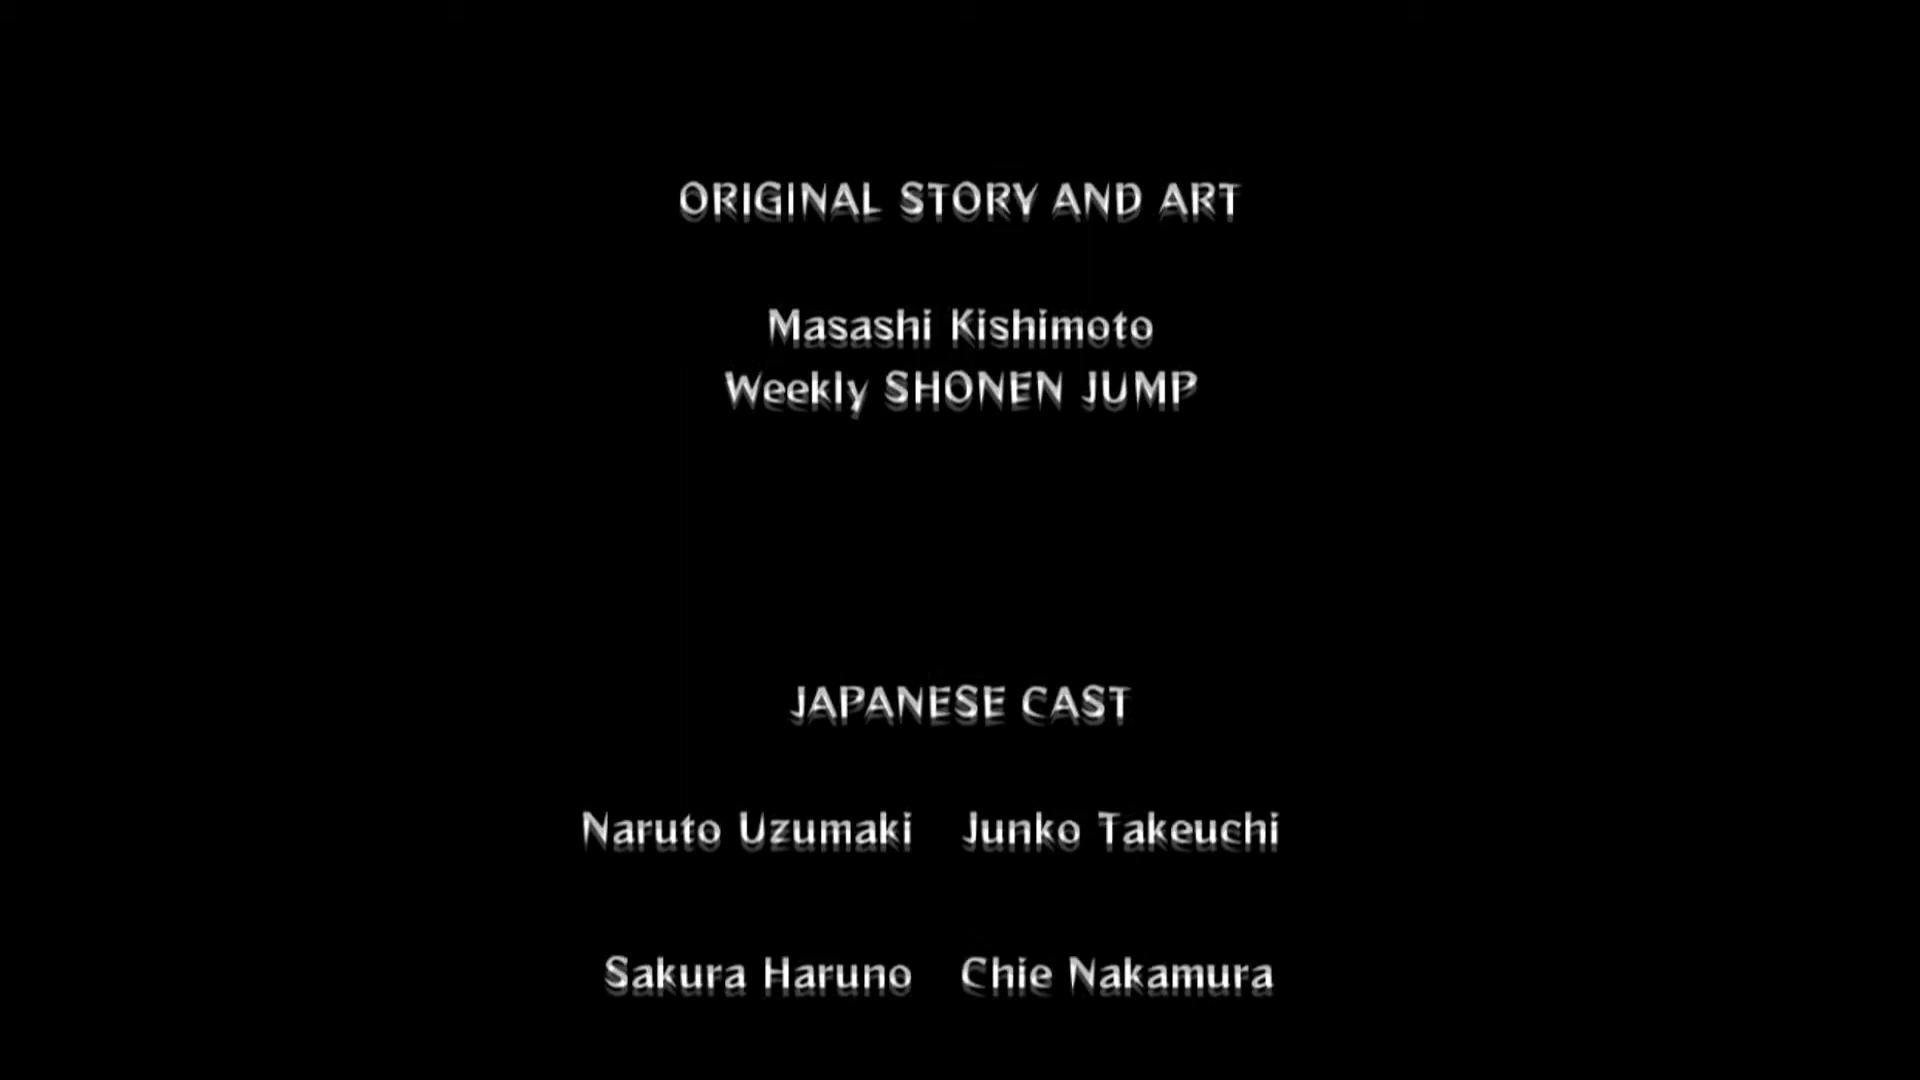 ORIGINAL STORY AND ART
Masashi Kishimoto
Weekly SHONEN JUMP
JAPANESE CAST
Naruto Uzumaki Junko Takeuchi
Sakura Haruno Chie Nakamura